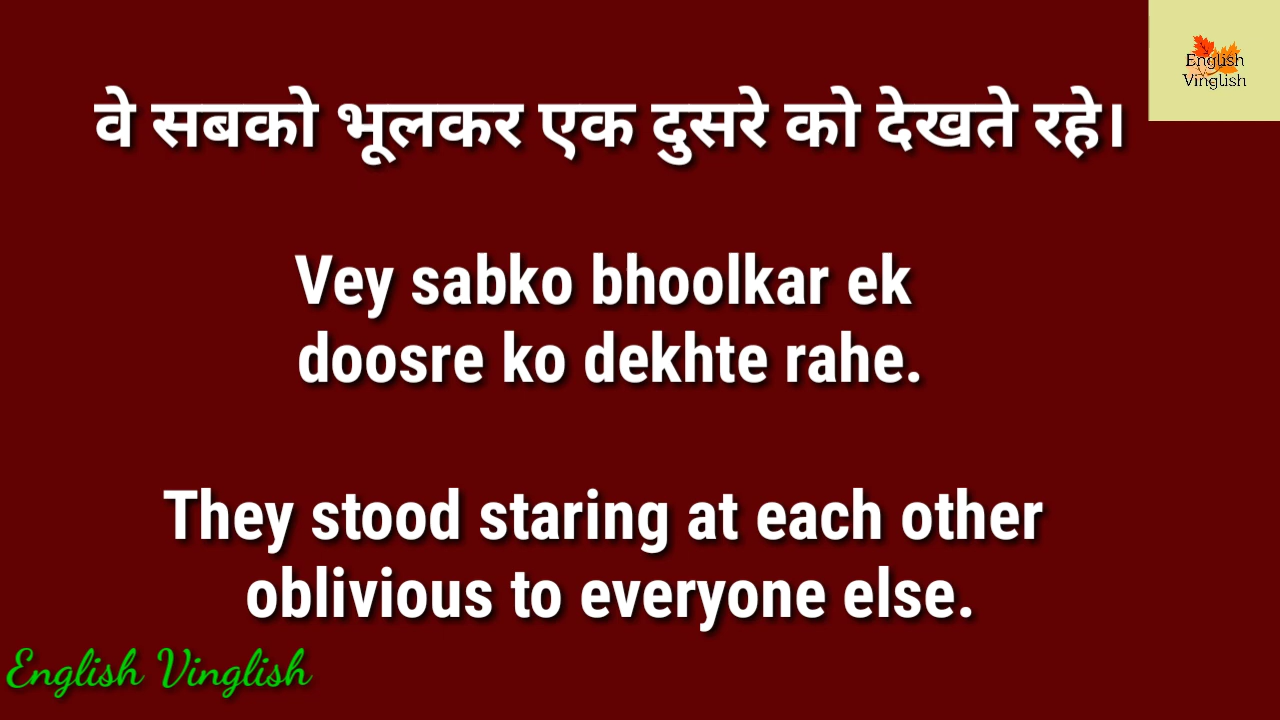 English
Vinglish
वे सबको भूलकर एक दुसरे को देखते रहे।
Vey sabko bhoolkar ek
doosre ko dekhte rahe.
They stood staring at each other
oblivious to everyone else.
English Vinglish